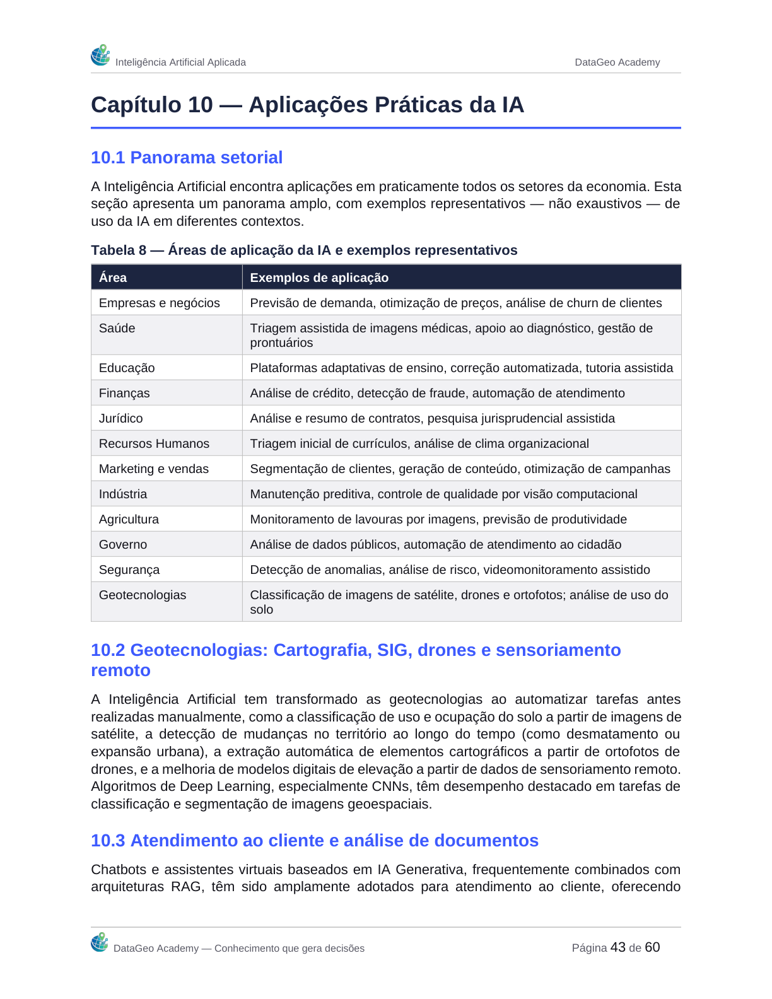 Inteligência Artificial Aplicada DataGeo Academy
Capítulo 10 — Aplicações Práticas da IA
10.1 Panorama setorial
A Inteligência Artificial encontra aplicações em praticamente todos os setores da economia. Esta
seção apresenta um panorama amplo, com exemplos representativos — não exaustivos — de
uso da IA em diferentes contextos.
Tabela 8 — Áreas de aplicação da IA e exemplos representativos
Área Exemplos de aplicação
Empresas e negócios Previsão de demanda, otimização de preços, análise de churn de clientes
Saúde Triagem assistida de imagens médicas, apoio ao diagnóstico, gestão de
prontuários
Educação Plataformas adaptativas de ensino, correção automatizada, tutoria assistida
Finanças Análise de crédito, detecção de fraude, automação de atendimento
Jurídico Análise e resumo de contratos, pesquisa jurisprudencial assistida
Recursos Humanos Triagem inicial de currículos, análise de clima organizacional
Marketing e vendas Segmentação de clientes, geração de conteúdo, otimização de campanhas
Indústria Manutenção preditiva, controle de qualidade por visão computacional
Agricultura Monitoramento de lavouras por imagens, previsão de produtividade
Governo Análise de dados públicos, automação de atendimento ao cidadão
Segurança Detecção de anomalias, análise de risco, videomonitoramento assistido
Geotecnologias Classificação de imagens de satélite, drones e ortofotos; análise de uso do
solo
10.2 Geotecnologias: Cartografia, SIG, drones e sensoriamento
remoto
A Inteligência Artificial tem transformado as geotecnologias ao automatizar tarefas antes
realizadas manualmente, como a classificação de uso e ocupação do solo a partir de imagens de
satélite, a detecção de mudanças no território ao longo do tempo (como desmatamento ou
expansão urbana), a extração automática de elementos cartográficos a partir de ortofotos de
drones, e a melhoria de modelos digitais de elevação a partir de dados de sensoriamento remoto.
Algoritmos de Deep Learning, especialmente CNNs, têm desempenho destacado em tarefas de
classificação e segmentação de imagens geoespaciais.
10.3 Atendimento ao cliente e análise de documentos
Chatbots e assistentes virtuais baseados em IA Generativa, frequentemente combinados com
arquiteturas RAG, têm sido amplamente adotados para atendimento ao cliente, oferecendo
DataGeo Academy — Conhecimento que gera decisões Página 43 de 60